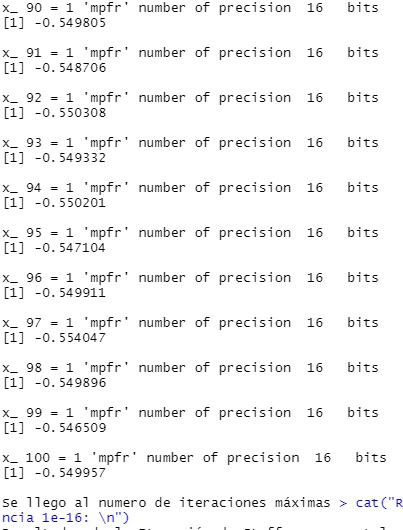 x_ 90 = 1 'mpfr' number of precision  16   bits
[1] -0.549805
x_ 91 = 1 'mpfr' number of precision  16   bits
[1] -0.548706
x_ 92 = 1 'mpfr' number of precision  16   bits
[1] -0.550308
x_ 93 = 1 'mpfr' number of precision  16   bits
[1] -0.549332
x_ 94 = 1 'mpfr' number of precision  16   bits
[1] -0.550201
x_ 95 = 1 'mpfr' number of precision  16   bits
[1] -0.547104
x_ 96 = 1 'mpfr' number of precision  16   bits
[1] -0.549911
x_ 97 = 1 'mpfr' number of precision  16   bits
[1] -0.554047
x_ 98 = 1 'mpfr' number of precision  16   bits
[1] -0.549896
x_ 99 = 1 'mpfr' number of precision  16   bits
[1] -0.546509
x_ 100 = 1 'mpfr' number of precision  16   bits
[1] -0.549957
Se llego al numero de iteraciones máximas > cat("R
ncia 1e-16: \n")